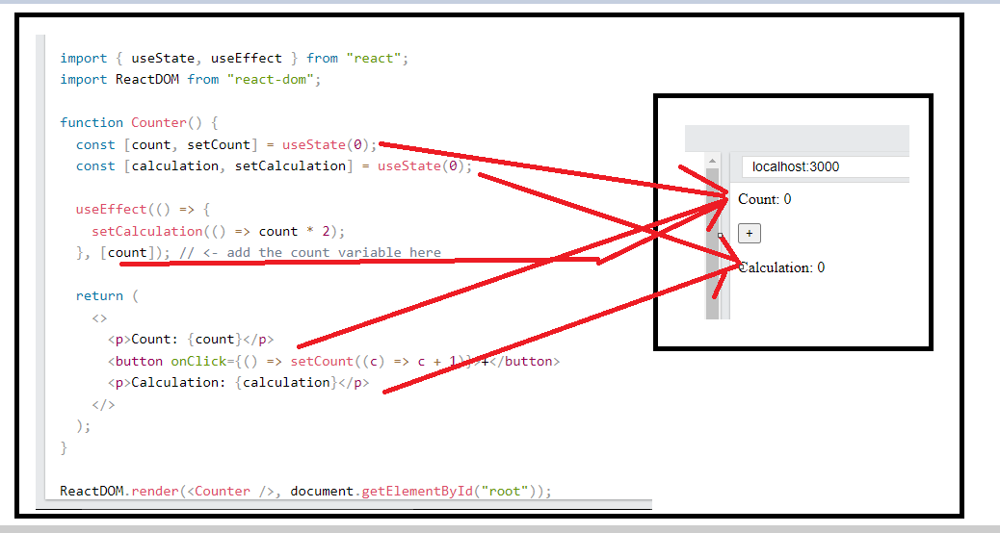 import { useState, useEffect } from "react";
import ReactDOM from "react-dom";
function Counter() {
const [count, setCount] = useState(0);
const [calculation, setCalculation] = useState(0);
useEffect(() => {
setCalculation(() => count * 2);
}, [count]); // <- add the count variable here
return (
<>
<p>Count: {count}</p>
<button onClick={() => setCount((c) => c + 1)}>+</button>
<p>Calculation: {calculation}</p>
</>
);
}
ReactDOM.render(<Counter />, document.getElementById("root"));
localhost:3000
Count: 0
+
Calculation: 0